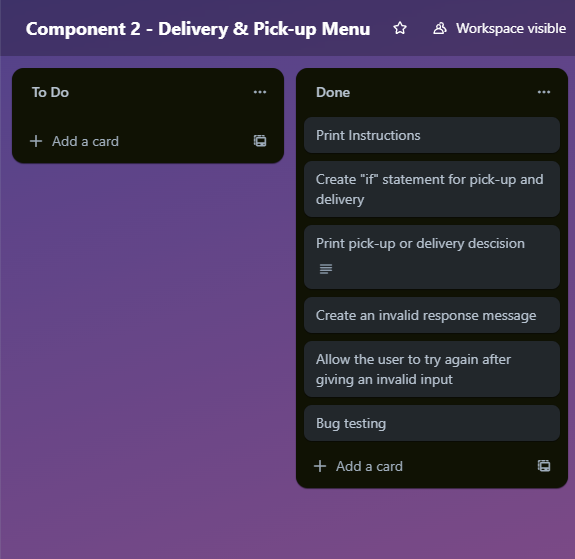 Component 2 - Delivery & Pick-up Menu
Workspace visible
To Do
Add a card
Done
Print Instructions
Create "if" statement for pick-up and
delivery
Print pick-up or delivery descision
Create an invalid response message
Allow the user to try again after
giving an invalid input
Bug testing
Add a card